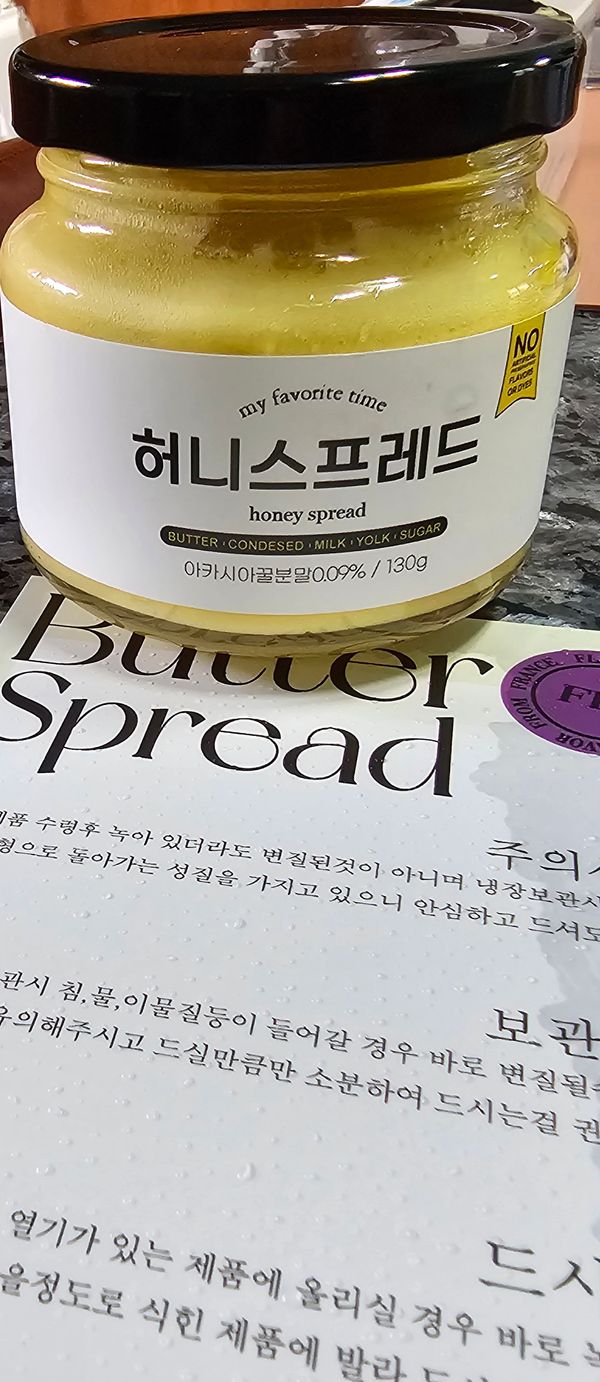 NO
ARTIFICIAL
PRESERVATIVES
FLAVORS
OR DYES
my favorite time
허니스프레드
honey spread
BUTTER CONDESED MILK YOLK SUGAR
아카시아꿀분말0.09% / 130g
Butter
Spread
FROM FRANCE
주의
제품 수령후 녹아 있더라도 변질된것이 아니며 냉장보관시
형으로 돌아가는 성질을 가지고 있으니 안심하고 드셔도
보관
관시 침,물,이물질등이 들어갈 경우 바로 변질될
유의해주시고 드실만큼만 소분하여 드시는걸 권
드시
열기가 있는 제품에 올리실 경우 바로
을정도로 식힌 제품에 발라